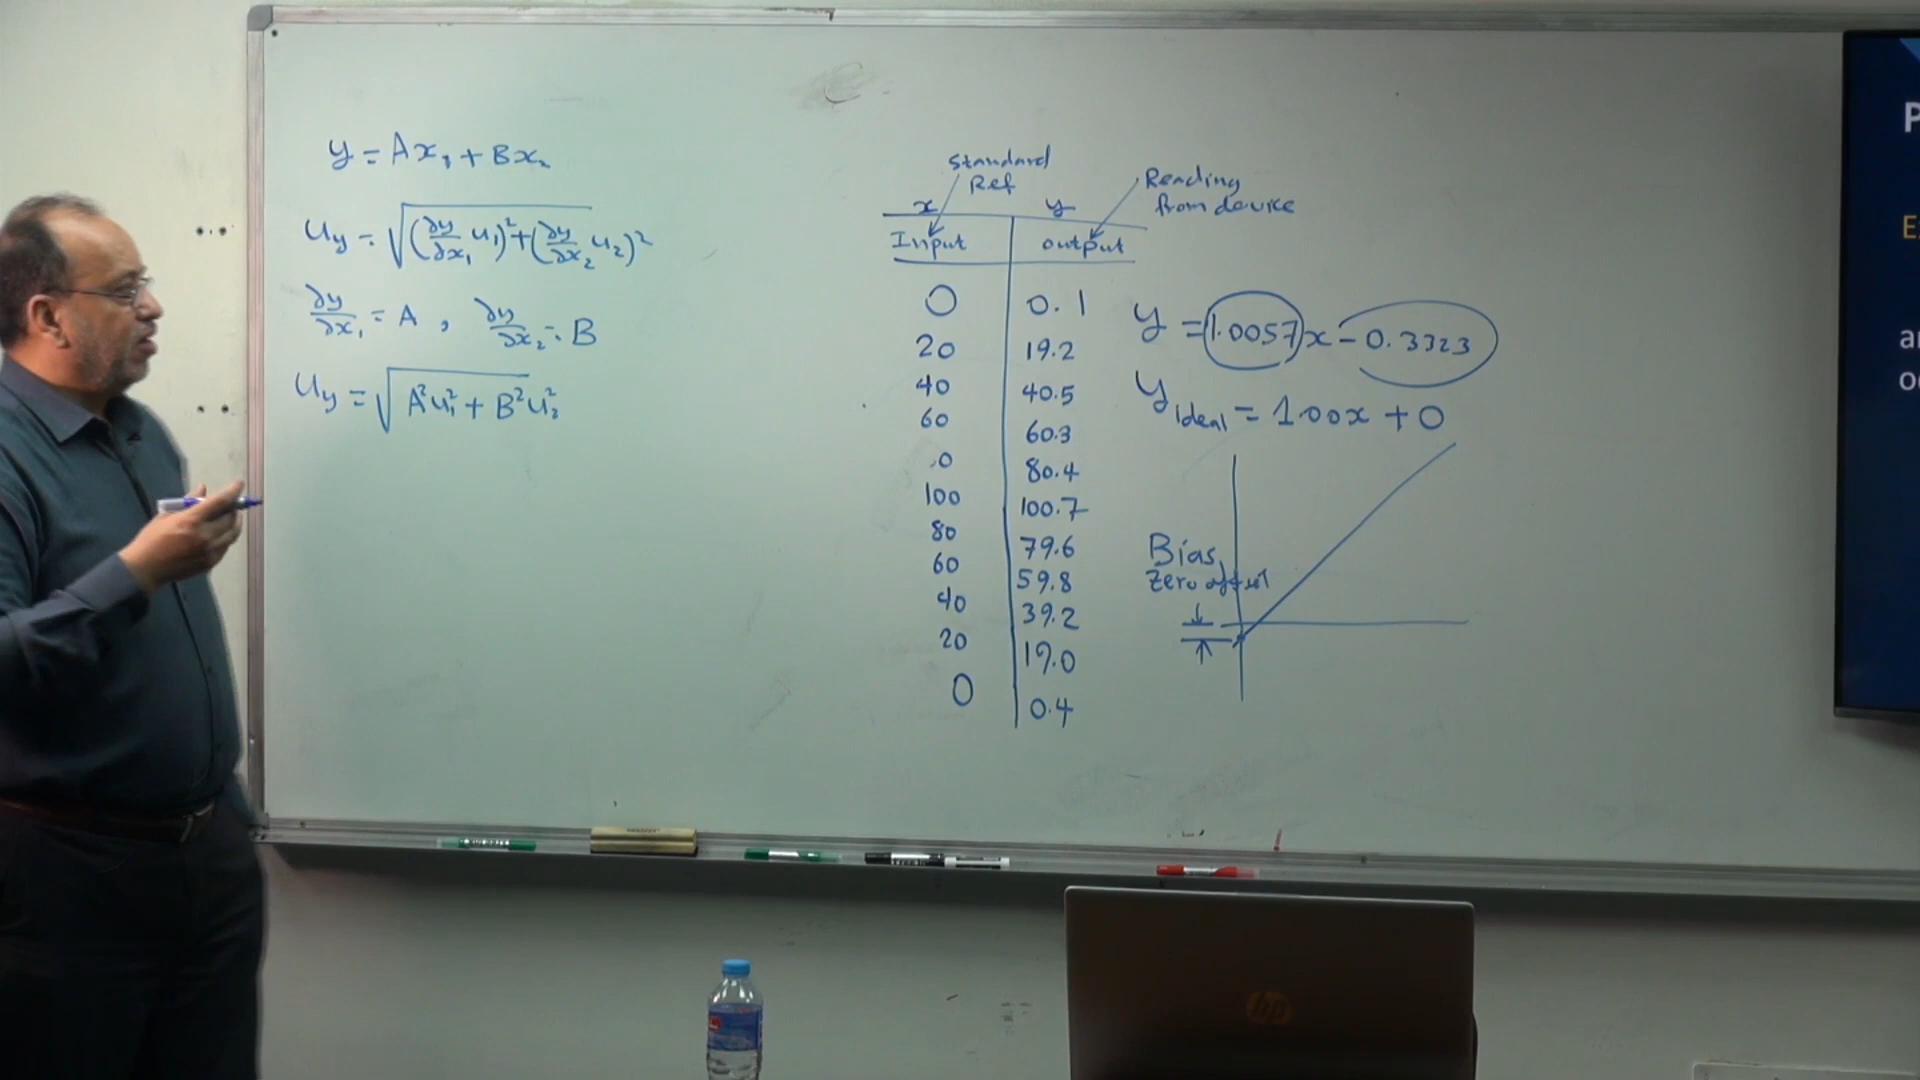 y = Ax₁ + Bx₂
Uy = √(∂y/∂x₁ u₁)² + (∂y/∂x₂ u₂)²
∂y/∂x₁ = A , ∂y/∂x₂ = B
Uy = √A²u₁² + B²u₂²
Standard
Ref
Reading
from device
x y
Input output
0 0.1
20 19.2
40 40.5
60 60.3
0 80.4
100 100.7
80 79.6
60 59.8
40 39.2
20 19.0
0 0.4
y = 1.0057x - 0.3323
y ideal = 1.00x + 0
Bias,
Zero offset
P
E
a
o
hp